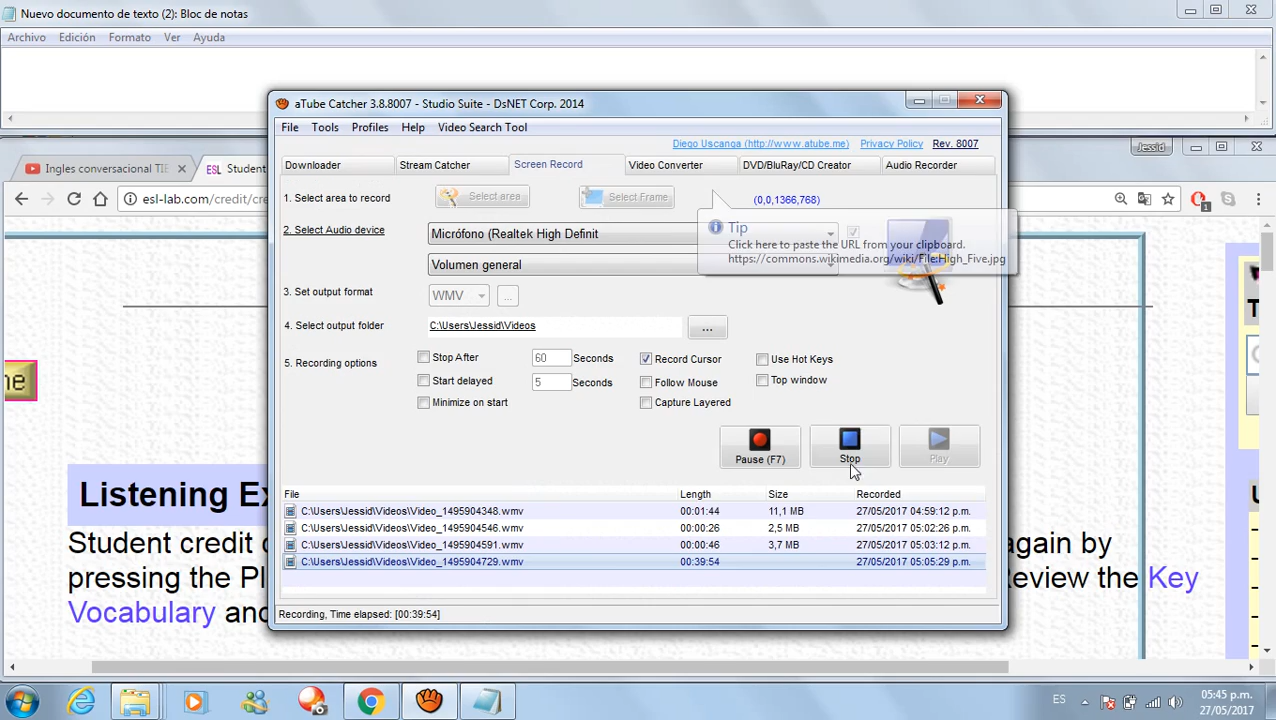 Nuevo documento de texto (2): Bloc de notas
Archivo Edición Formato Ver Ayuda
aTube Catcher 3.8.8007 - Studio Suite - DsNET Corp. 2014
File Tools Profiles Help Video Search Tool
Diego Uscanga (http://www.atube.me) Privacy Policy Rev. 8007
Ingles conversacional TIE
ESL Student
Jessid
Downloader Stream Catcher Screen Record Video Converter DVD/BluRay/CD Creator Audio Recorder
esl-lab.com/credit/cre
1
1. Select area to record Select area Select Frame (0,0,1366,768)
2. Select Audio device Micrófono (Realtek High Definit
Tip
Click here to paste the URL from your clipboard.
https://commons.wikimedia.org/wiki/File:High_Five.jpg
Volumen general
3. Set output format WMV ...
4. Select output folder C:\Users\Jessid\Videos ...
5. Recording options Stop After 60 Seconds Record Cursor Use Hot Keys
Start delayed 5 Seconds Follow Mouse Top window
Minimize on start Capture Layered
Pause (F7) Stop Play
File Length Size Recorded
C:\Users\Jessid\Videos\Video_1495904348.wmv 00:01:44 11,1 MB 27/05/2017 04:59:12 p.m.
C:\Users\Jessid\Videos\Video_1495904546.wmv 00:00:26 2,5 MB 27/05/2017 05:02:26 p.m.
C:\Users\Jessid\Videos\Video_1495904591.wmv 00:00:46 3,7 MB 27/05/2017 05:03:12 p.m.
C:\Users\Jessid\Videos\Video_1495904729.wmv 00:39:54 27/05/2017 05:05:29 p.m.
Recording, Time elapsed: [00:39:54]
Listening Ex
Student credit c again by
pressing the Pl Review the Key
Vocabulary and
ES
05:45 p.m.
27/05/2017